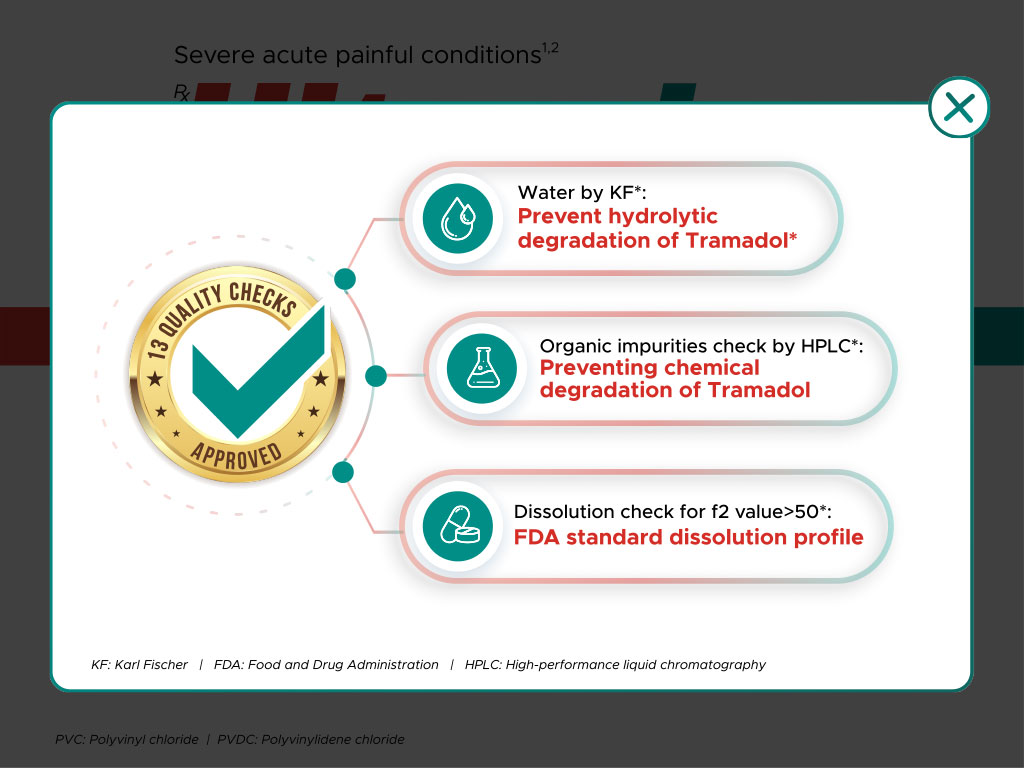 Severe acute painful conditions1,2
Rx
13 QUALITY CHECKS
APPROVED
Water by KF*:
Prevent hydrolytic
degradation of Tramadol*
Organic impurities check by HPLC*:
Preventing chemical
degradation of Tramadol
Dissolution check for f2 value>50*:
FDA standard dissolution profile
KF: Karl Fischer | FDA: Food and Drug Administration | HPLC: High-performance liquid chromatography
PVC: Polyvinyl chloride | PVDC: Polyvinylidene chloride